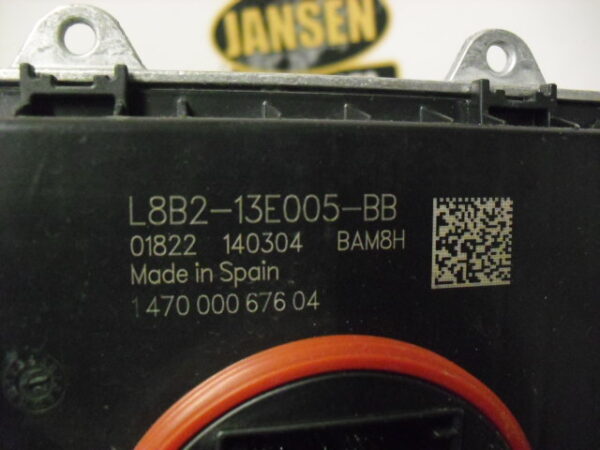 JANSEN
L8B2-13E005-BB
01822 140304 BAM8H
Made in Spain
1 470 000 676 04